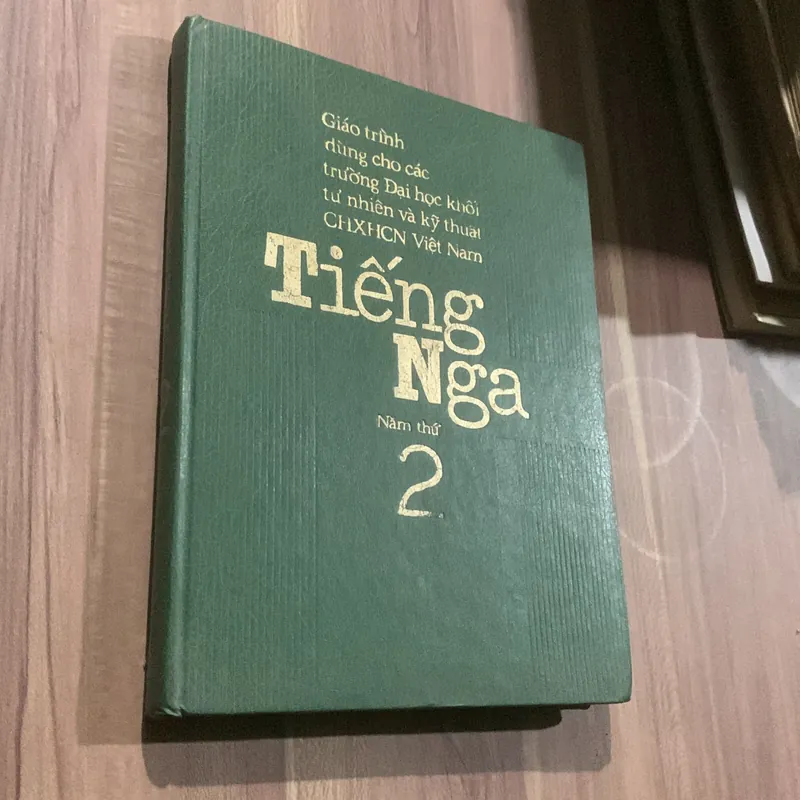 Giáo trình
dùng cho các
trường Đại học khối
tự nhiên và kỹ thuật
CHXHCN Việt Nam
Tiếng
Nga
Năm thứ
2